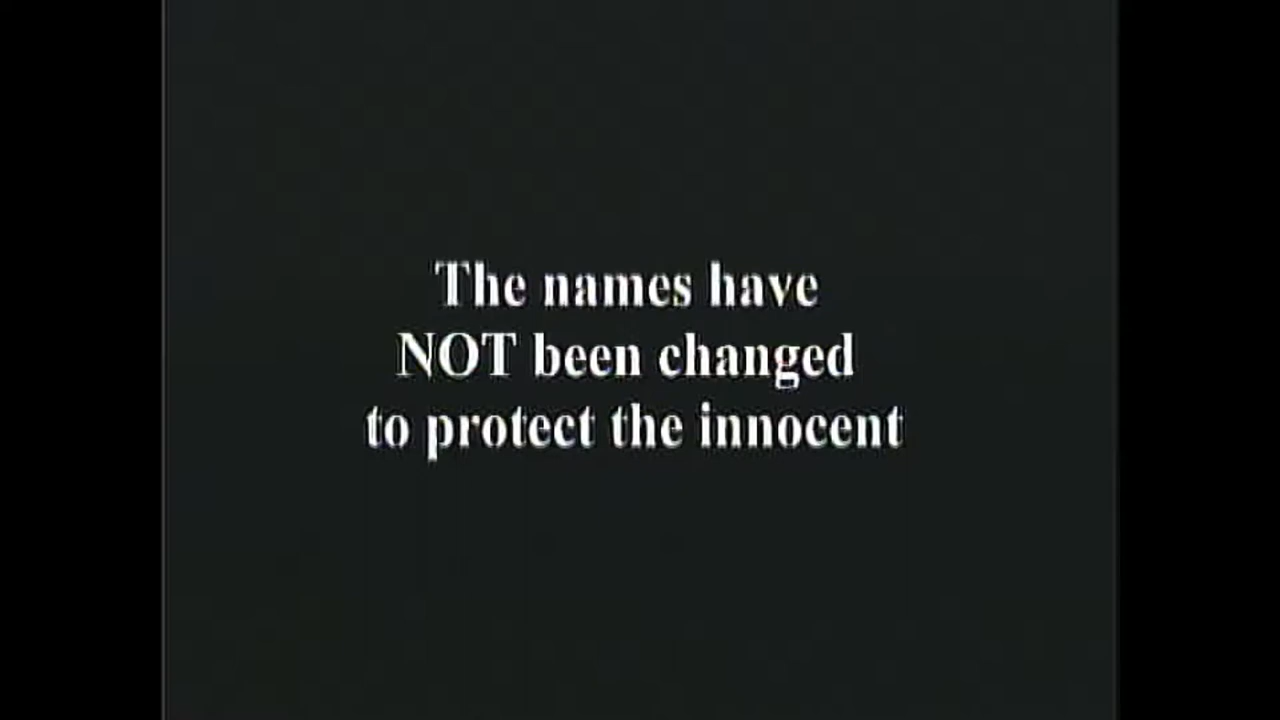 The names have
NOT been changed
to protect the innocent